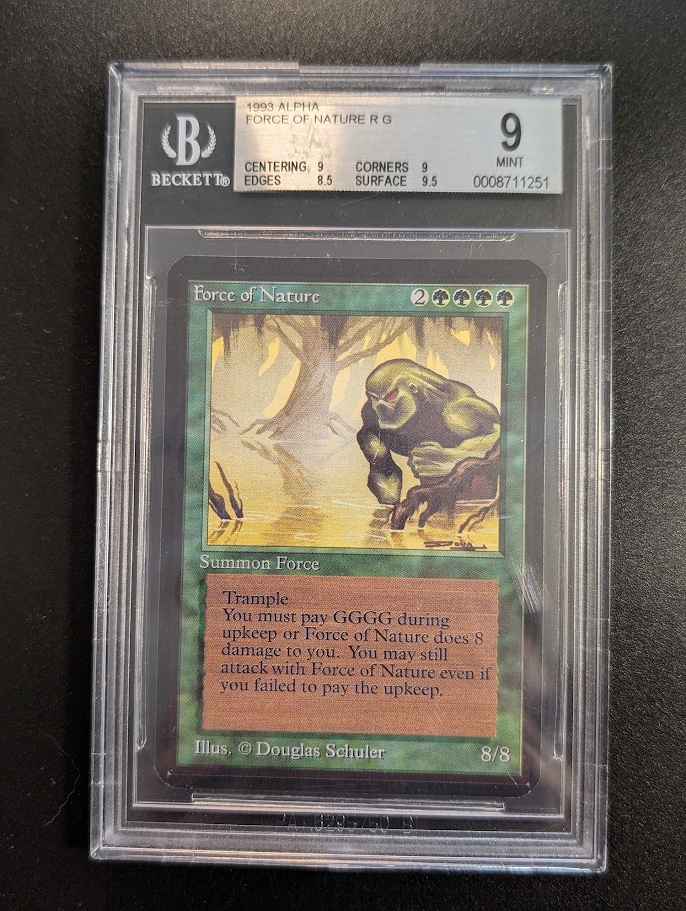 1993 ALPHA
FORCE OF NATURE R G
9
MINT
B
BECKETT®
CENTERING 9 CORNERS 9
EDGES 8.5 SURFACE 9.5
0008711251
Force of Nature 2
Summon Force
Trample
You must pay GGGG during
upkeep or Force of Nature does 8
damage to you. You may still
attack with Force of Nature even if
you failed to pay the upkeep.
Illus. © Douglas Schuler
8/8